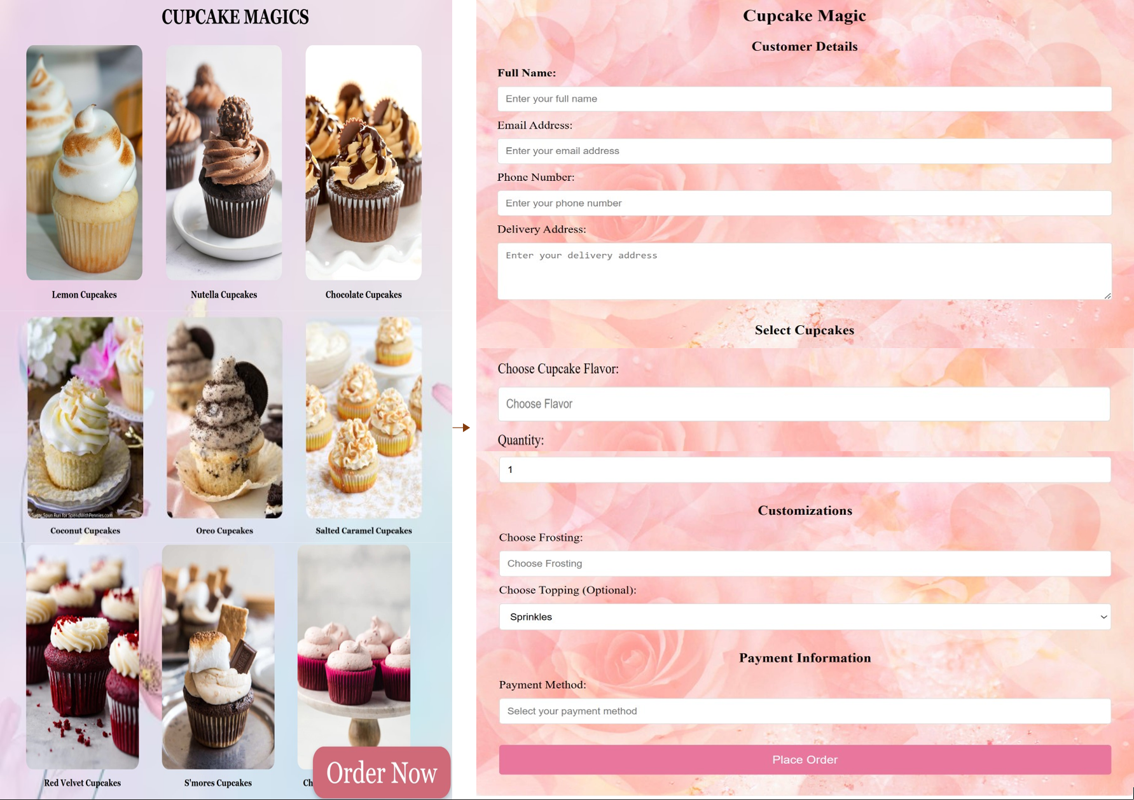 CUPCAKE MAGICS
Lemon Cupcakes
Nutella Cupcakes
Chocolate Cupcakes
Coconut Cupcakes
Oreo Cupcakes
Salted Caramel Cupcakes
Red Velvet Cupcakes
S'mores Cupcakes
Order Now
Cupcake Magic
Customer Details
Full Name:
Enter your full name
Email Address:
Enter your email address
Phone Number:
Enter your phone number
Delivery Address:
Enter your delivery address
Select Cupcakes
Choose Cupcake Flavor:
Choose Flavor
Quantity:
1
Customizations
Choose Frosting:
Choose Frosting
Choose Topping (Optional):
Sprinkles
Payment Information
Payment Method:
Select your payment method
Place Order